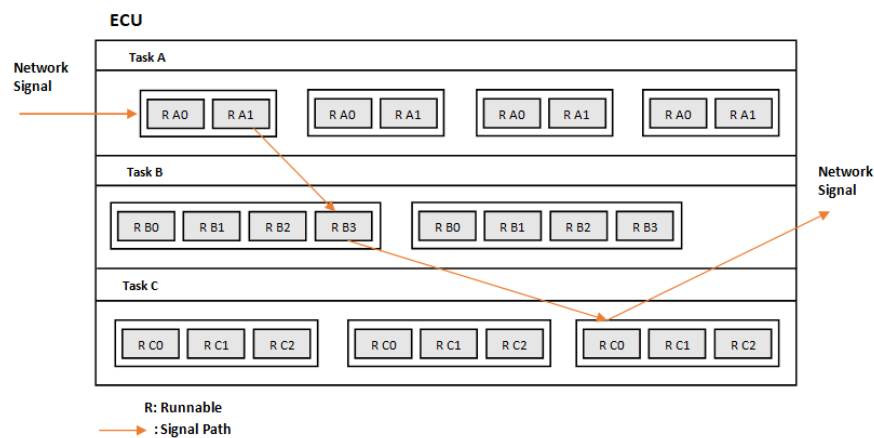 ECU
Task A
Network
Signal
R A0 R A1 R A0 R A1 R A0 R A1 R A0 R A1
Task B
Network
Signal
R B0 R B1 R B2 R B3 R B0 R B1 R B2 R B3
Task C
R C0 R C1 R C2 R C0 R C1 R C2 R C0 R C1 R C2
R: Runnable
: Signal Path